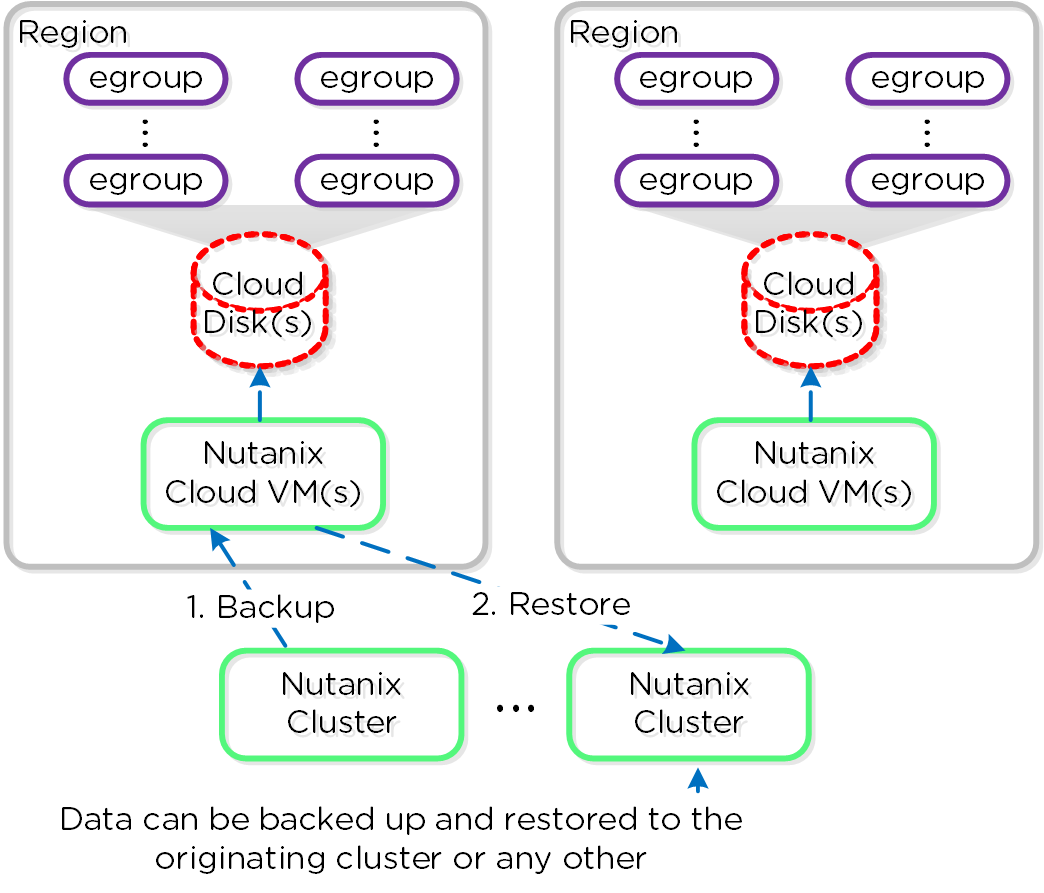 Region
egroup
egroup
egroup
egroup
Cloud
Disk(s)
Nutanix
Cloud VM(s)
Region
egroup
egroup
egroup
egroup
Cloud
Disk(s)
Nutanix
Cloud VM(s)
1. Backup
2. Restore
Nutanix
Cluster
...
Nutanix
Cluster
Data can be backed up and restored to the
originating cluster or any other